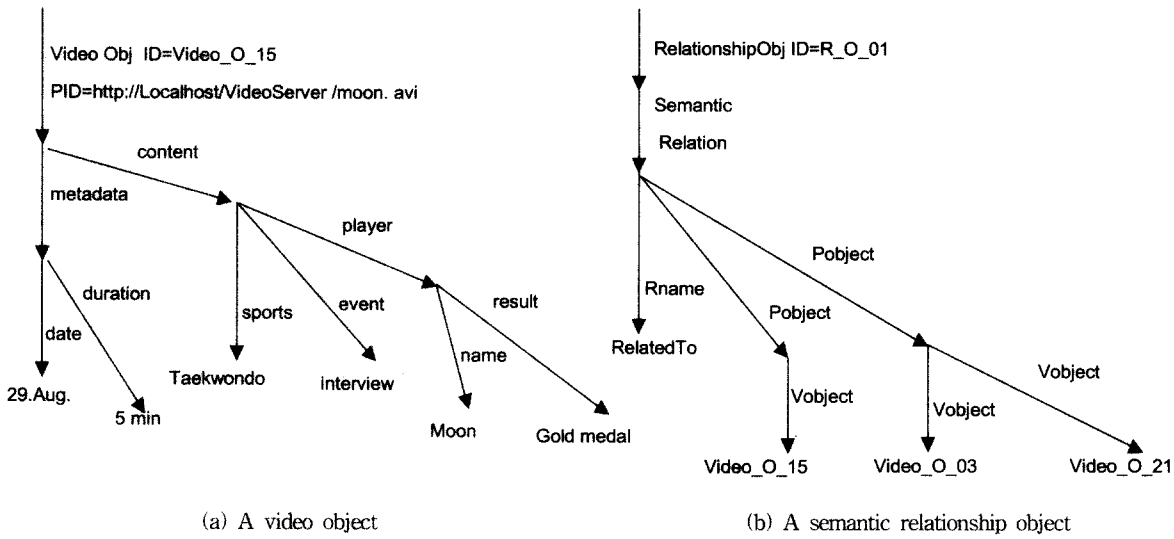 Video Obj ID=Video_O_15
PID=http://Localhost/VideoServer /moon. avi
content
metadata
player
duration
date
sports
event
result
name
29.Aug.
5 min
Taekwondo
interview
Moon
Gold medal
(a) A video object
RelationshipObj ID=R_O_01
Semantic
Relation
Pobject
Rname
Pobject
RelatedTo
Vobject
Vobject
Vobject
Video_O_15
Video_O_03
Video_O_21
(b) A semantic relationship object